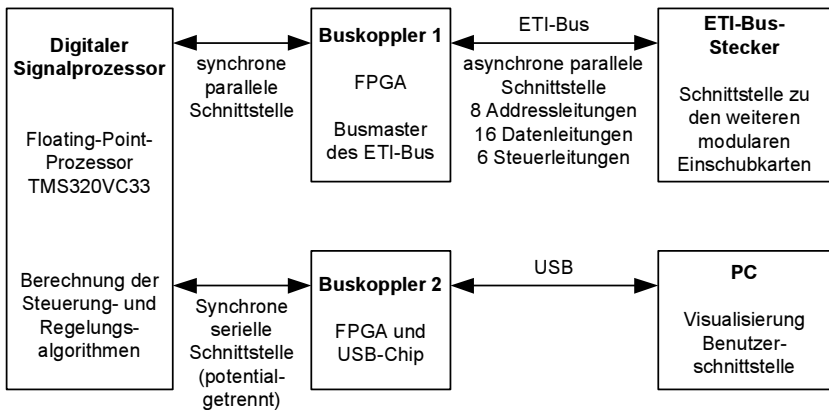 Digitaler
Signalprozessor
Floating-Point-
Prozessor
TMS320VC33
Berechnung der
Steuerung- und
Regelungs-
algorithmen
synchrone
parallele
Schnittstelle
Buskoppler 1
FPGA
Busmaster
des ETI-Bus
ETI-Bus
asynchrone parallele
Schnittstelle
8 Addressleitungen
16 Datenleitungen
6 Steuerleitungen
ETI-Bus-
Stecker
Schnittstelle zu
den weiteren
modularen
Einschubkarten
Synchrone
serielle
Schnittstelle
(potential-
getrennt)
Buskoppler 2
FPGA und
USB-Chip
USB
PC
Visualisierung
Benutzer-
schnittstelle